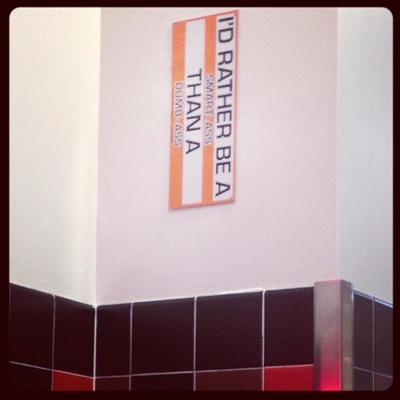 I'D RATHER BE A
SMART-ASS
THAN A
DUMB-ASS